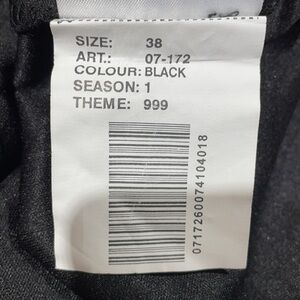 SIZE: 38
ART.: 07-172
COLOUR: BLACK
SEASON: 1
THEME: 999
0717260074104018